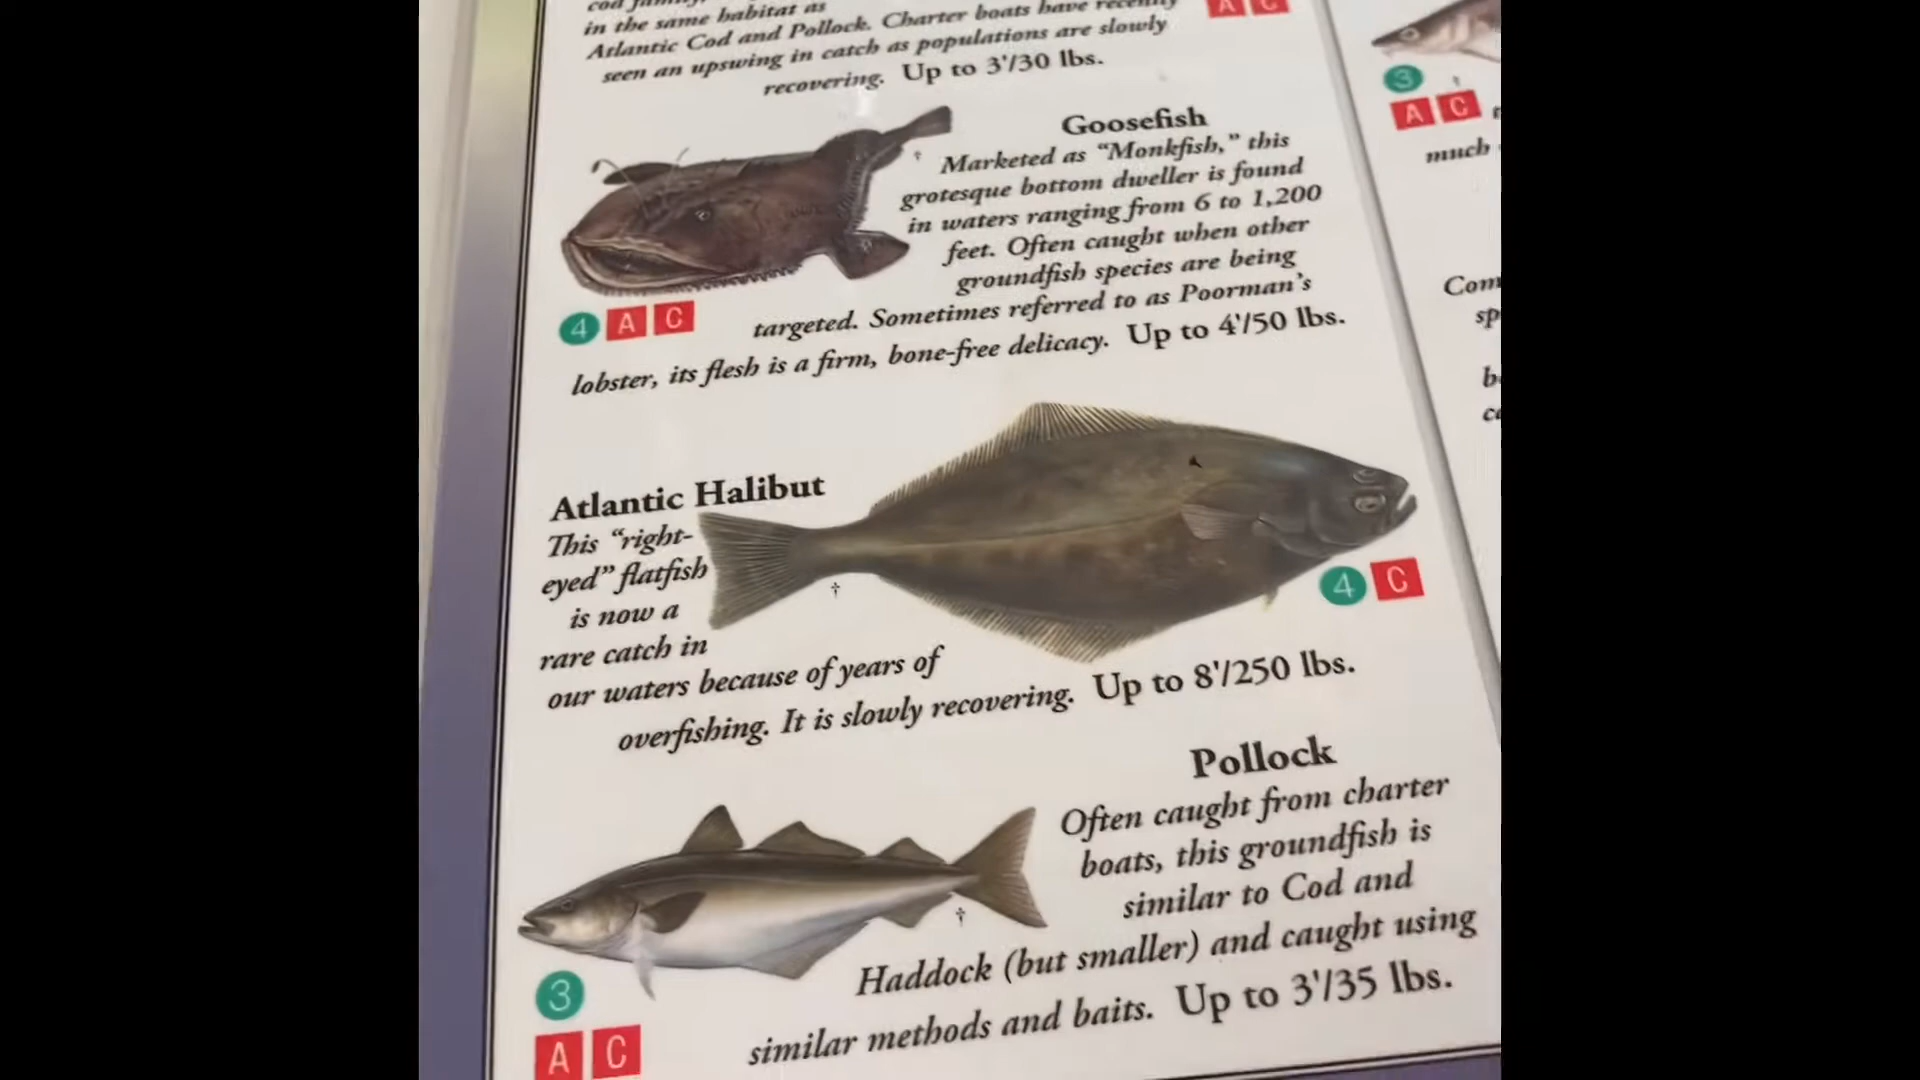 cod family,
in the same habitat as
Atlantic Cod and Pollock. Charter boats have recently
seen an upswing in catch as populations are slowly
recovering. Up to 3'/30 lbs.
A C
Goosefish
Marketed as “Monkfish,” this
grotesque bottom dweller is found
in waters ranging from 6 to 1,200
feet. Often caught when other
groundfish species are being
targeted. Sometimes referred to as Poorman's
lobster, its flesh is a firm, bone-free delicacy. Up to 4'/50 lbs.
†
4 A C
Atlantic Halibut
This “right-
eyed” flatfish
is now a
rare catch in
our waters because of years of
overfishing. It is slowly recovering. Up to 8'/250 lbs.
†
4 C
Pollock
Often caught from charter
boats, this groundfish is
similar to Cod and
Haddock (but smaller) and caught using
similar methods and baits. Up to 3'/35 lbs.
†
3
A C
3
A C
much
Com
sp